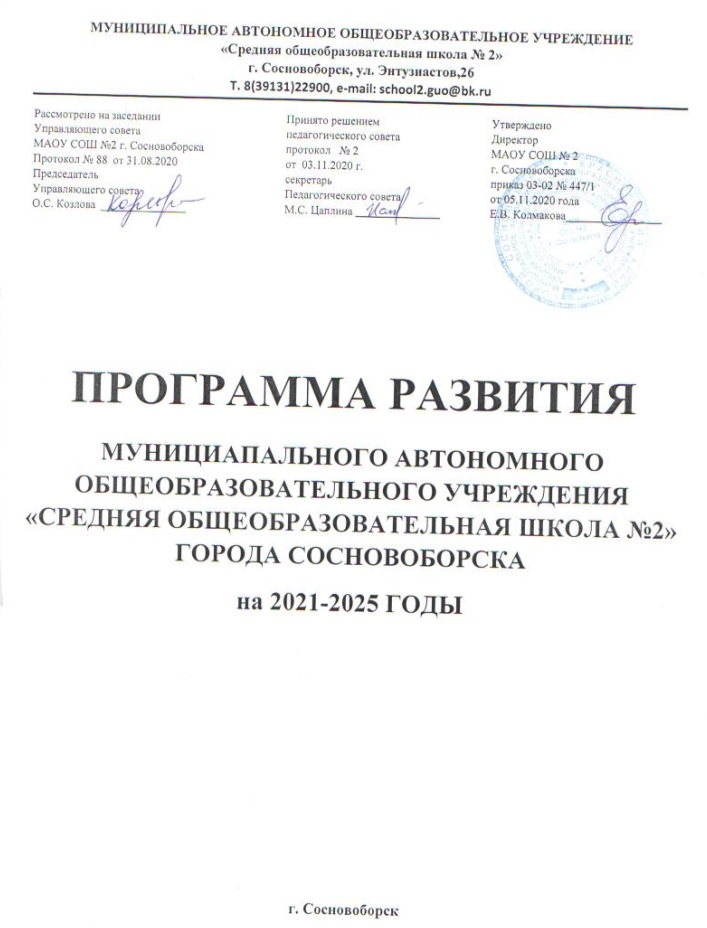 МУНИЦИПАЛЬНОЕ АВТОНОМНОЕ ОБЩЕОБРАЗОВАТЕЛЬНОЕ УЧРЕЖДЕНИЕ
«Средняя общеобразовательная школа № 2»
г. Сосновоборск, ул. Энтузиастов,26
Т. 8(39131)22900, e-mail: school2.guo@bk.ru
Рассмотрено на заседании
Управляющего совета
МАОУ СОШ №2 г. Сосновоборска
Протокол № 88 от 31.08.2020
Председатель
Управляющего совета
О.С. Козлова
Принято решением
педагогического совета
протокол № 2
от 03.11.2020 г.
секретарь
Педагогического совета
М.С. Цаплина
Утверждено
Директор
МАОУ СОШ № 2
г. Сосновоборска
приказ 03-02 № 447/1
от 05.11.2020 года
Е.В. Колмакова
ПРОГРАММА РАЗВИТИЯ
МУНИЦИАПАЛЬНОГО АВТОНОМНОГО
ОБЩЕОБРАЗОВАТЕЛЬНОГО УЧРЕЖДЕНИЯ
«СРЕДНЯЯ ОБЩЕОБРАЗОВАТЕЛЬНАЯ ШКОЛА №2»
ГОРОДА СОСНОВОБОРСКА
на 2021-2025 ГОДЫ
г. Сосновоборск